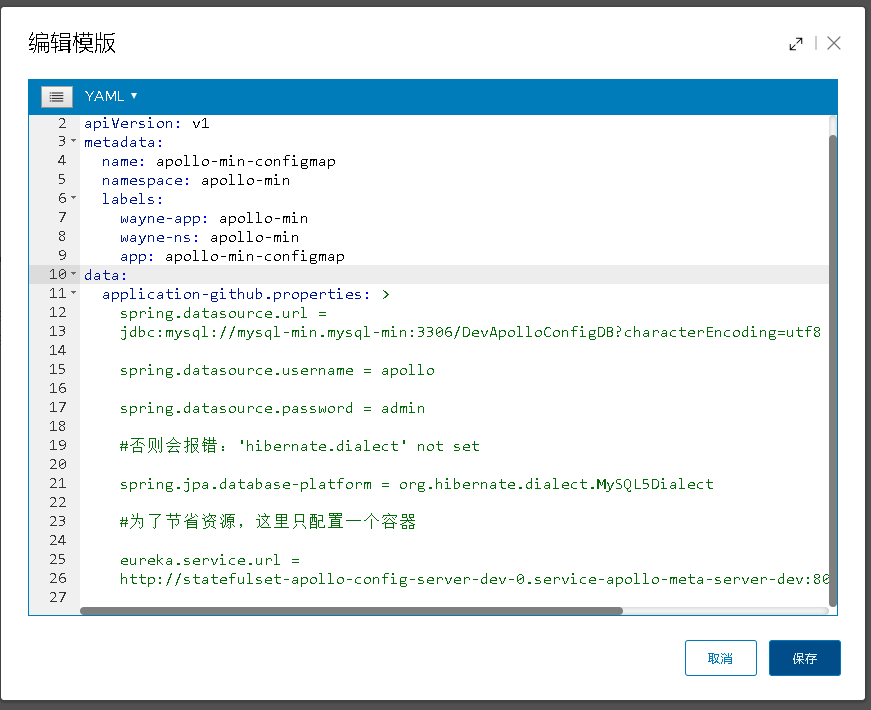 编辑模版
YAML
2 apiVersion: v1
3 metadata:
4   name: apollo-min-configmap
5   namespace: apollo-min
6   labels:
7     wayne-app: apollo-min
8     wayne-ns: apollo-min
9     app: apollo-min-configmap
10 data:
11   application-github.properties: >
12     spring.datasource.url =
13     jdbc:mysql://mysql-min.mysql-min:3306/DevApolloConfigDB?characterEncoding=utf8
14
15     spring.datasource.username = apollo
16
17     spring.datasource.password = admin
18
19     #否则会报错：'hibernate.dialect' not set
20
21     spring.jpa.database-platform = org.hibernate.dialect.MySQL5Dialect
22
23     #为了节省资源，这里只配置一个容器
24
25     eureka.service.url =
26     http://statefulset-apollo-config-server-dev-0.service-apollo-meta-server-dev:80
27
取消
保存